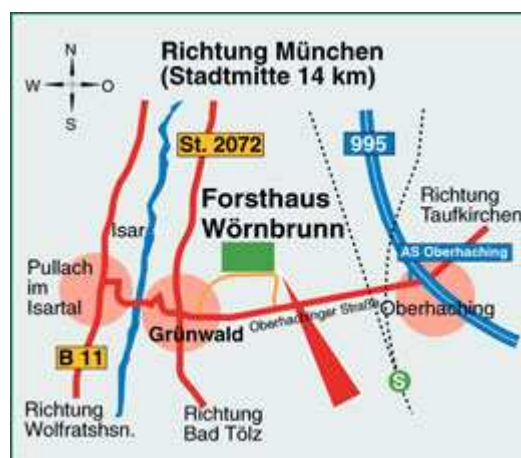 N
W O
S
Richtung München
(Stadtmitte 14 km)
St. 2072
995
Forsthaus
Wörnbrunn
Richtung
Taufkirchen
Isar
AS Oberhaching
Pullach
im
Isartal
Grünwald
Oberhachinger Straße
Oberhaching
B 11
S
Richtung
Wolfratshsn.
Richtung
Bad Tölz